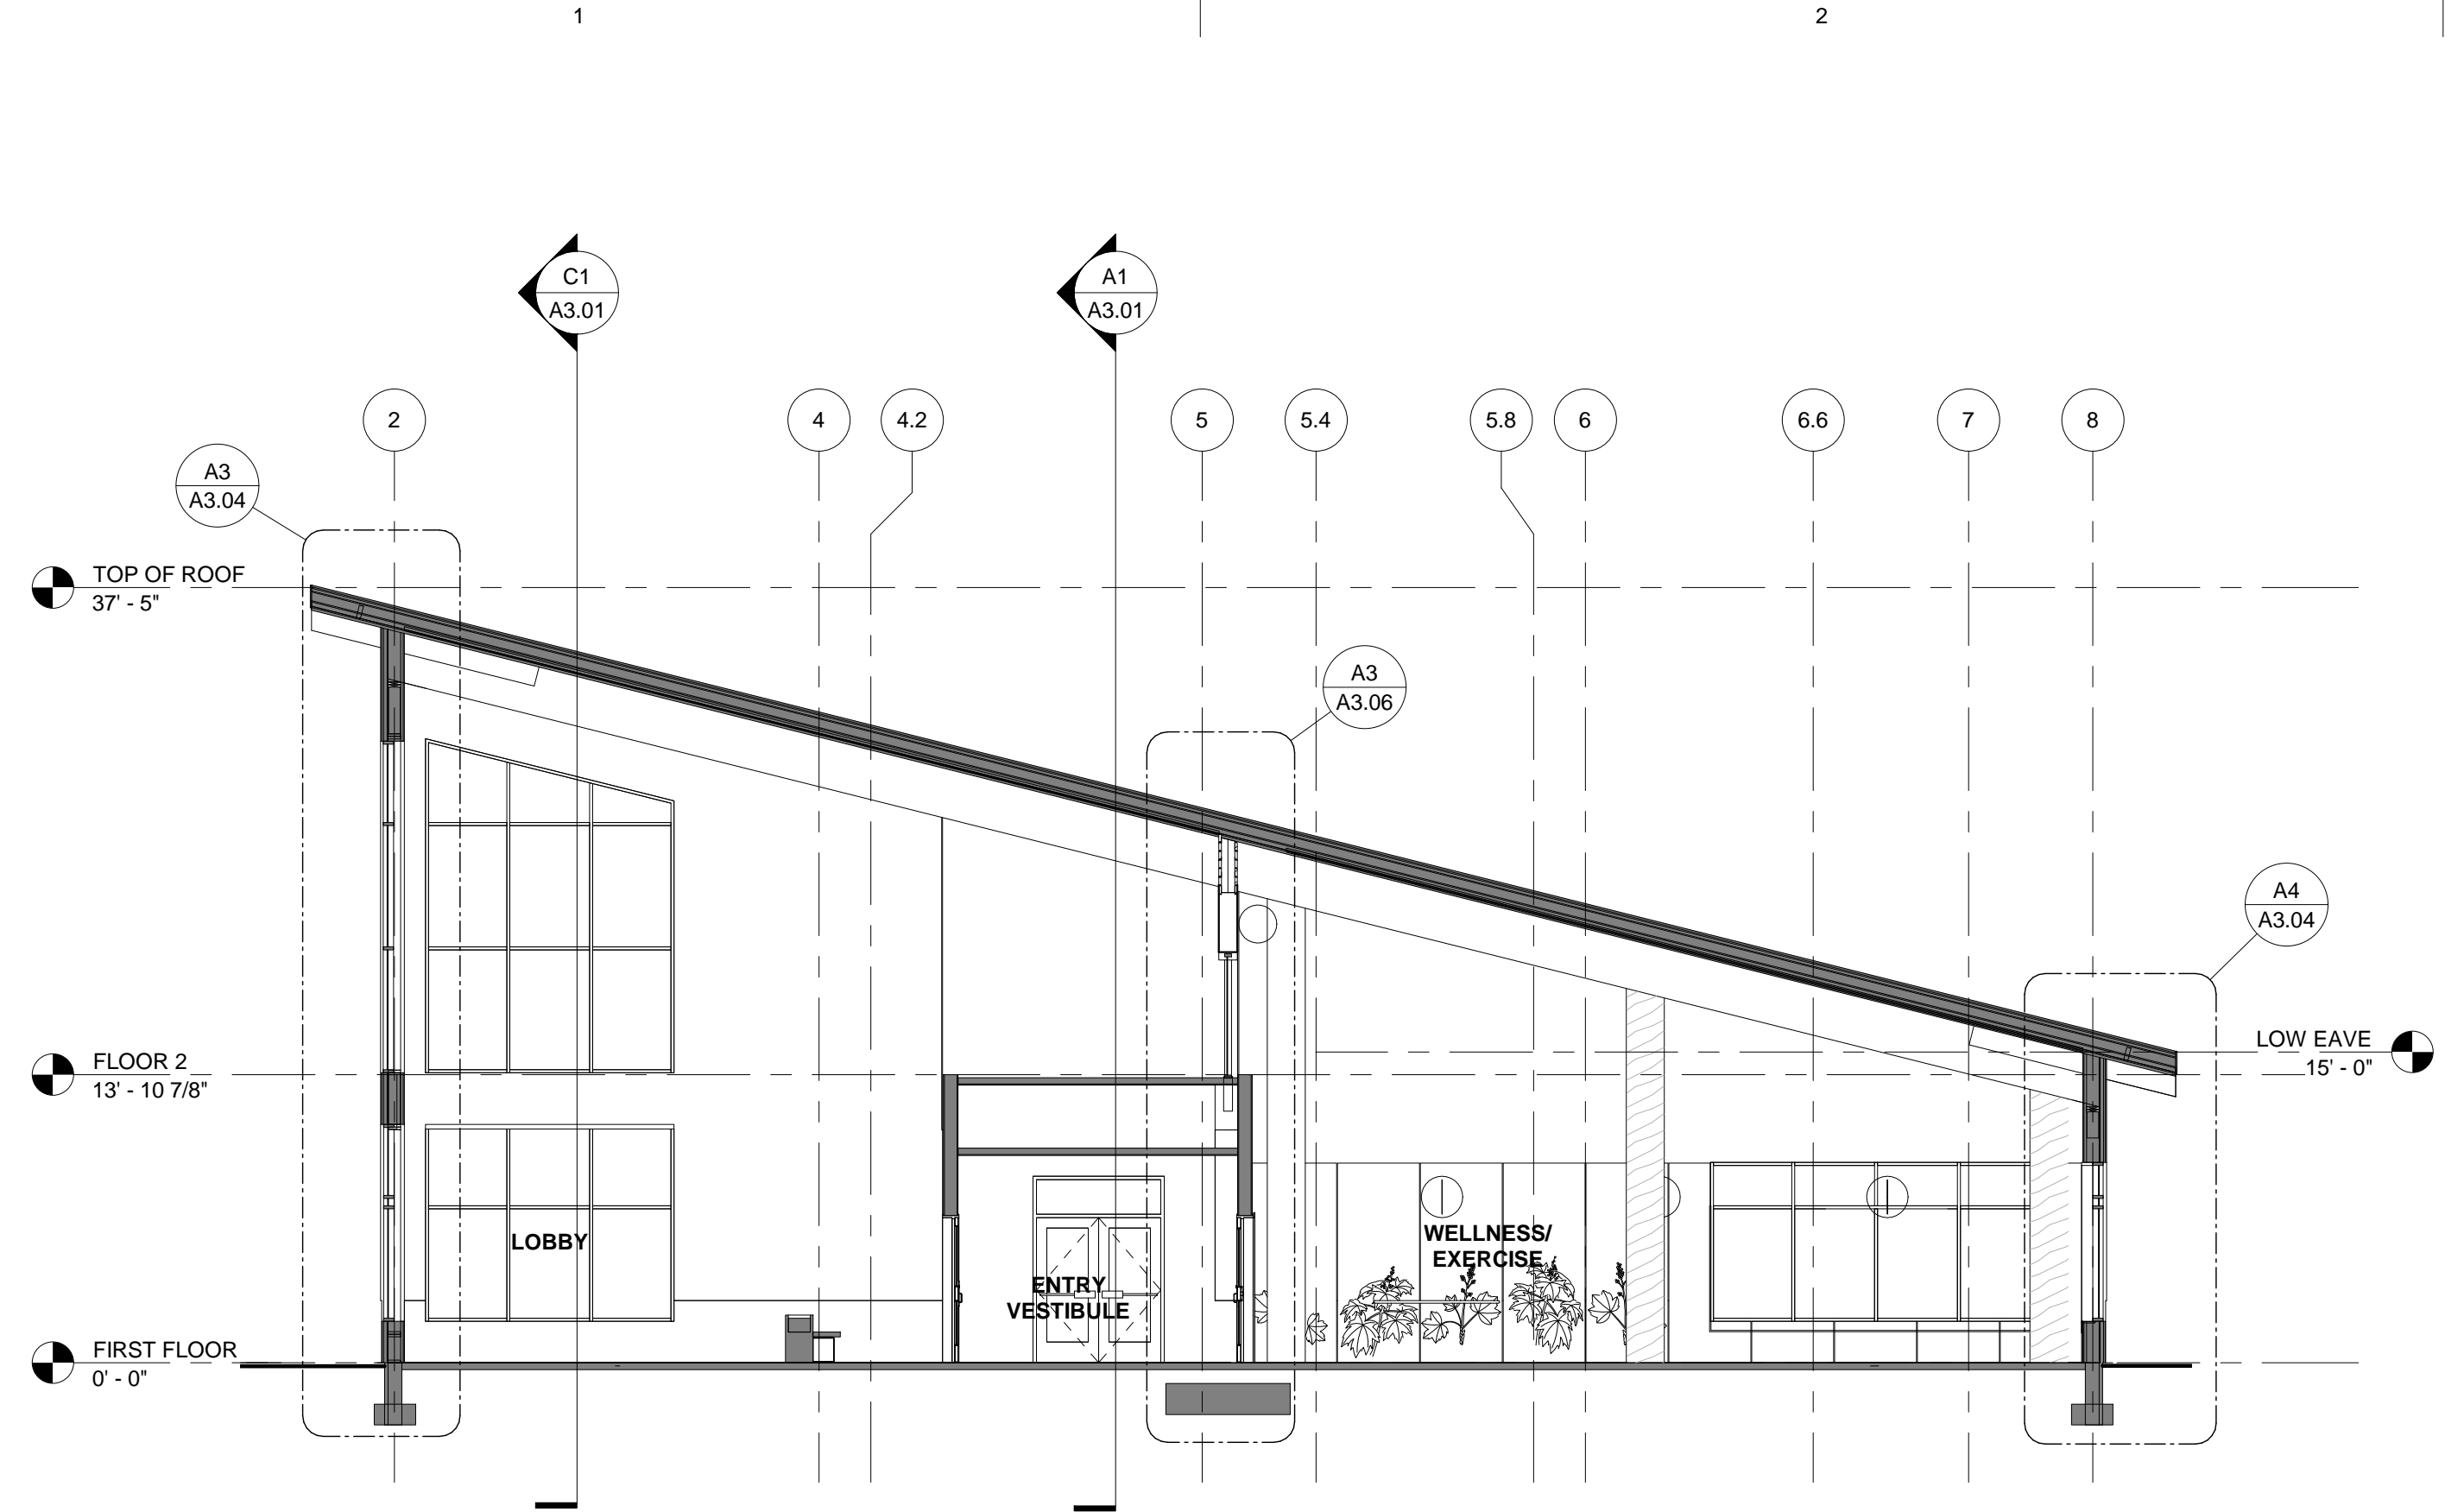 1
2
C1
A3.01
A1
A3.01
2
4
4.2
5
5.4
5.8
6
6.6
7
8
A3
A3.04
TOP OF ROOF
37' - 5"
A3
A3.06
A4
A3.04
LOW EAVE
15' - 0"
FLOOR 2
13' - 10 7/8"
LOBBY
WELLNESS/
EXERCISE
ENTRY
VESTIBULE
FIRST FLOOR
0' - 0"